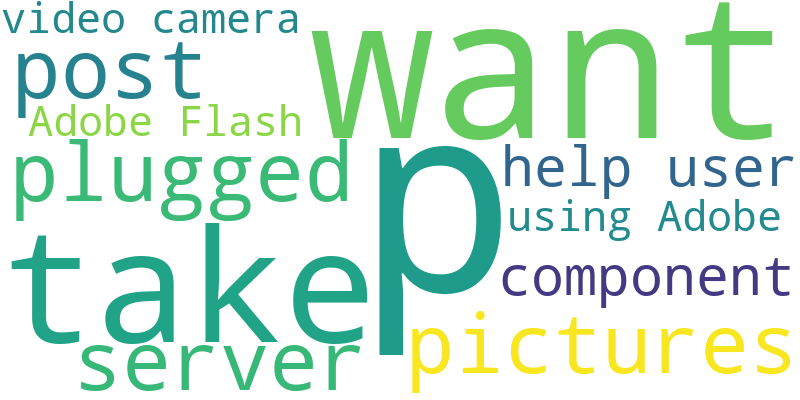 video camera
want
post
Adobe Flash
plugged
p
help user
using Adobe
take
component
server
pictures